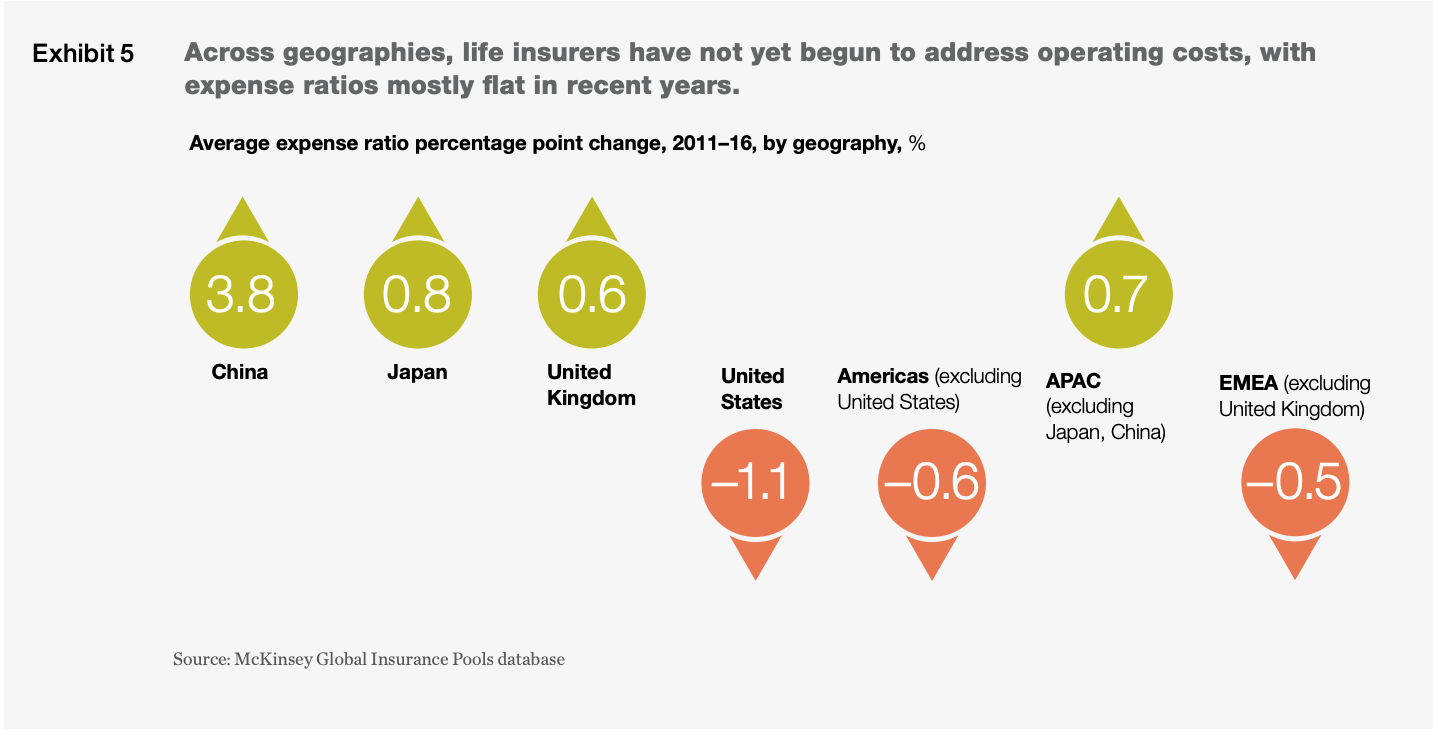 Exhibit 5
Across geographies, life insurers have not yet begun to address operating costs, with
expense ratios mostly flat in recent years.
Average expense ratio percentage point change, 2011–16, by geography, %
3.8
China
0.8
Japan
0.6
United
Kingdom
United
States
–1.1
Americas (excluding
United States)
–0.6
0.7
APAC
(excluding
Japan, China)
EMEA (excluding
United Kingdom)
–0.5
Source: McKinsey Global Insurance Pools database